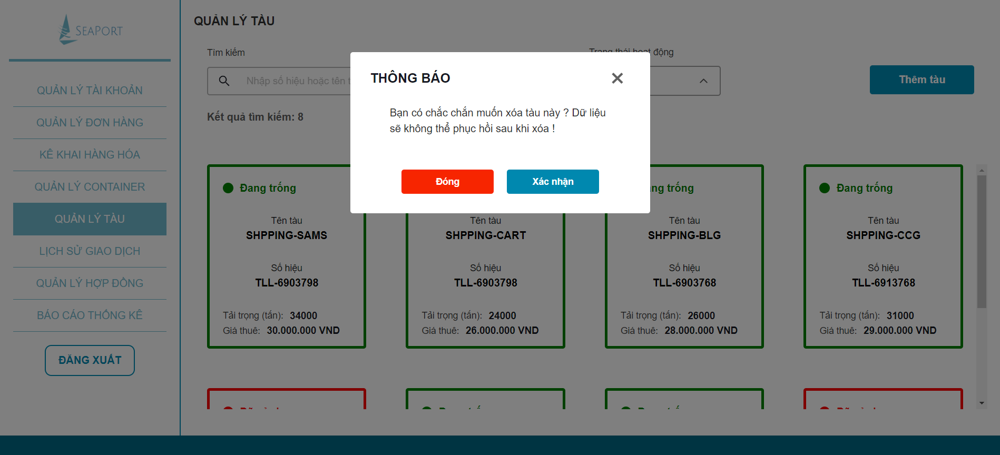 SEAPORT
QUẢN LÝ TÀI KHOẢN
QUẢN LÝ ĐƠN HÀNG
KÊ KHAI HÀNG HÓA
QUẢN LÝ CONTAINER
QUẢN LÝ TÀU
LỊCH SỬ GIAO DỊCH
QUẢN LÝ HỢP ĐỒNG
BÁO CÁO THỐNG KÊ
ĐĂNG XUẤT
QUẢN LÝ TÀU
Tìm kiếm
Trạng thái hoạt động
Nhập số hiệu hoặc tên
Thêm tàu
Kết quả tìm kiếm: 8
THÔNG BÁO
Bạn có chắc chắn muốn xóa tàu này ? Dữ liệu
sẽ không thể phục hồi sau khi xóa !
Đóng
Xác nhận
Đang trống
Tên tàu
SHPPING-SAMS
Số hiệu
TLL-6903798
Tải trọng (tấn): 34000
Giá thuê: 30.000.000 VND
Tên tàu
SHPPING-CART
Số hiệu
TLL-6903798
Tải trọng (tấn): 24000
Giá thuê: 26.000.000 VND
trống
Tên tàu
SHPPING-BLG
Số hiệu
TLL-6903768
Tải trọng (tấn): 26000
Giá thuê: 28.000.000 VND
Đang trống
Tên tàu
SHPPING-CCG
Số hiệu
TLL-6913768
Tải trọng (tấn): 31000
Giá thuê: 29.000.000 VND